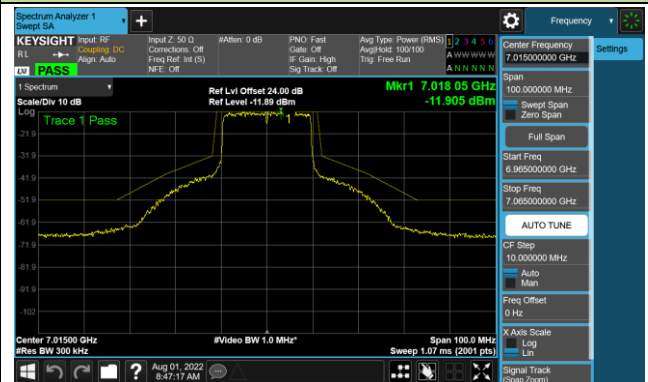 Spectrum Analyzer 1
Swept SA
Frequency
KEYSIGHT
RL
LXI
PASS
Input: RF
Coupling: DC
Align: Auto
Input Z: 50 Ω
Corrections: Off
Freq Ref: Int (S)
NFE: Off
#Atten: 0 dB
PNO: Fast
Gate: Off
IF Gain: High
Sig Track: Off
Avg Type: Power (RMS)
Avg|Hold: 100/100
Trig: Free Run
1 2 3 4 5 6
A W W W W W
A N N N N N
1 Spectrum
Scale/Div 10 dB
Log
Ref Lvl Offset 24.00 dB
Ref Level -11.89 dBm
Mkr1 7.018 05 GHz
-11.905 dBm
Trace 1 Pass
1
-21.9
-31.9
-41.9
-51.9
-61.9
-71.9
-81.9
-91.9
-102
Center 7.01500 GHz
#Res BW 300 kHz
#Video BW 1.0 MHz*
Span 100.0 MHz
Sweep 1.07 ms (2001 pts)
Aug 01, 2022
8:47:17 AM
Center Frequency
7.015000000 GHz
Settings
Span
100.000000 MHz
Swept Span
Zero Span
Full Span
Start Freq
6.965000000 GHz
Stop Freq
7.065000000 GHz
AUTO TUNE
CF Step
10.000000 MHz
Auto
Man
Freq Offset
0 Hz
X Axis Scale
Log
Lin
Signal Track
(Span Zoom)